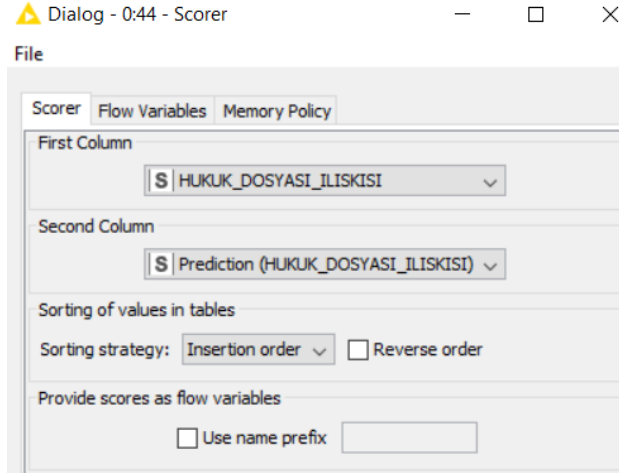 Dialog - 0:44 - Scorer
File
Scorer Flow Variables Memory Policy
First Column
S HUKUK_DOSYASI_ILISKISI
Second Column
S Prediction (HUKUK_DOSYASI_ILISKISI)
Sorting of values in tables
Sorting strategy: Insertion order Reverse order
Provide scores as flow variables
Use name prefix